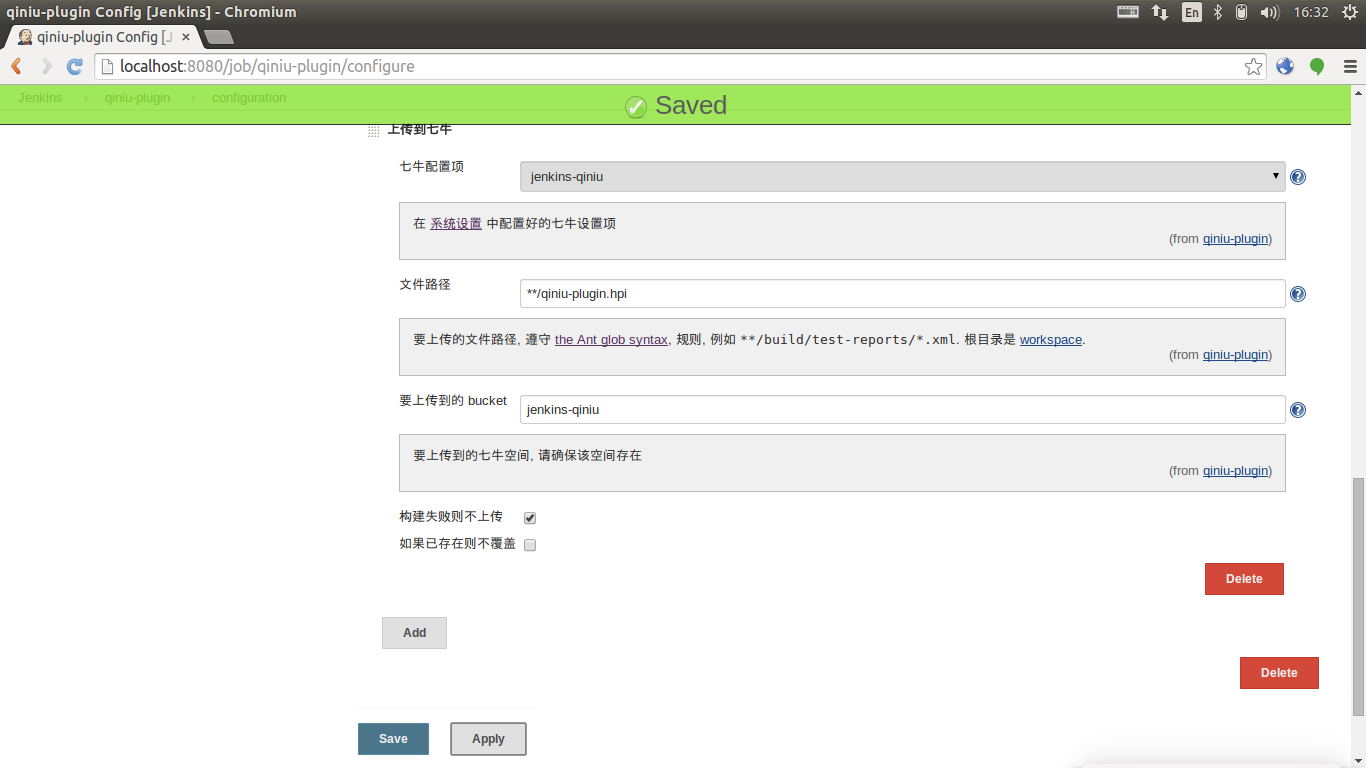 qiniu-plugin Config [Jenkins] - Chromium
En
16:32
qiniu-plugin Config [J
localhost:8080/job/qiniu-plugin/configure
Jenkins › qiniu-plugin › configuration
Saved
上传到七牛
七牛配置项
jenkins-qiniu
在 系统设置 中配置好的七牛设置项
(from qiniu-plugin)
文件路径
**/qiniu-plugin.hpi
要上传的文件路径, 遵守 the Ant glob syntax, 规则, 例如 **/build/test-reports/*.xml. 根目录是 workspace.
(from qiniu-plugin)
要上传到的 bucket
jenkins-qiniu
要上传到的七牛空间, 请确保该空间存在
(from qiniu-plugin)
构建失败则不上传
如果已存在则不覆盖
Delete
Add
Delete
Save
Apply